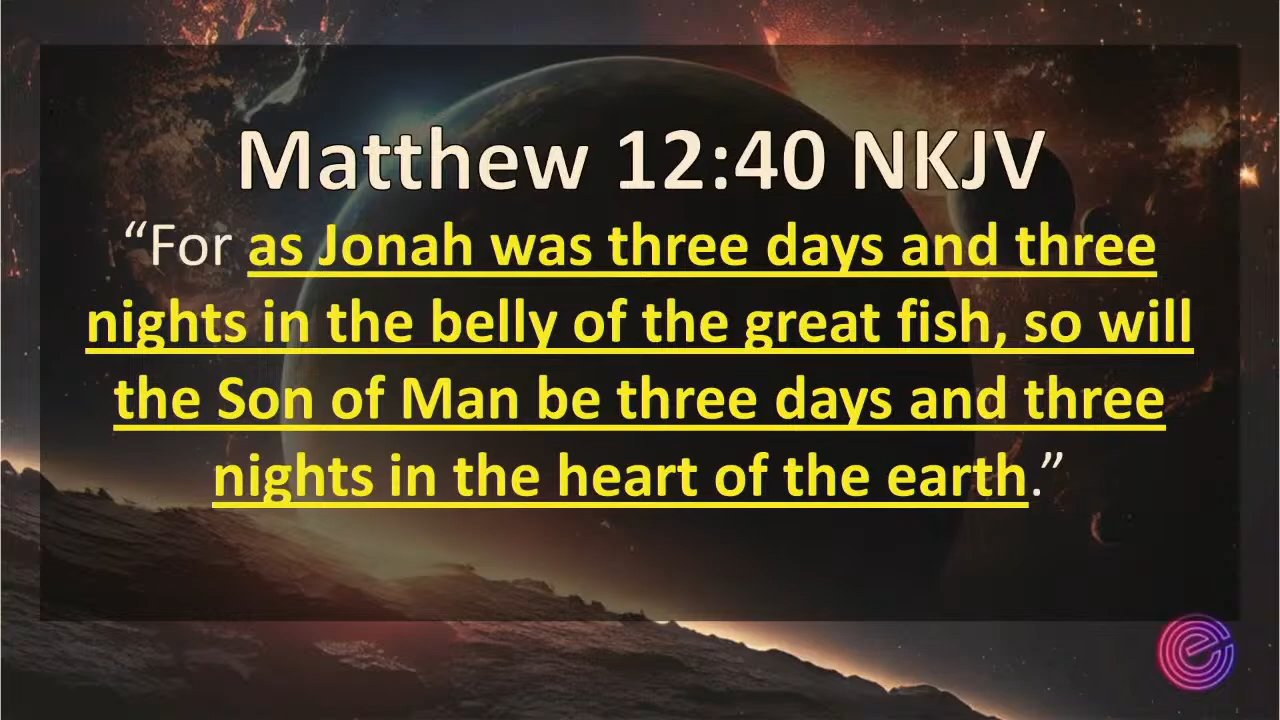 Matthew 12:40 NKJV
“For as Jonah was three days and three
nights in the belly of the great fish, so will
the Son of Man be three days and three
nights in the heart of the earth.”